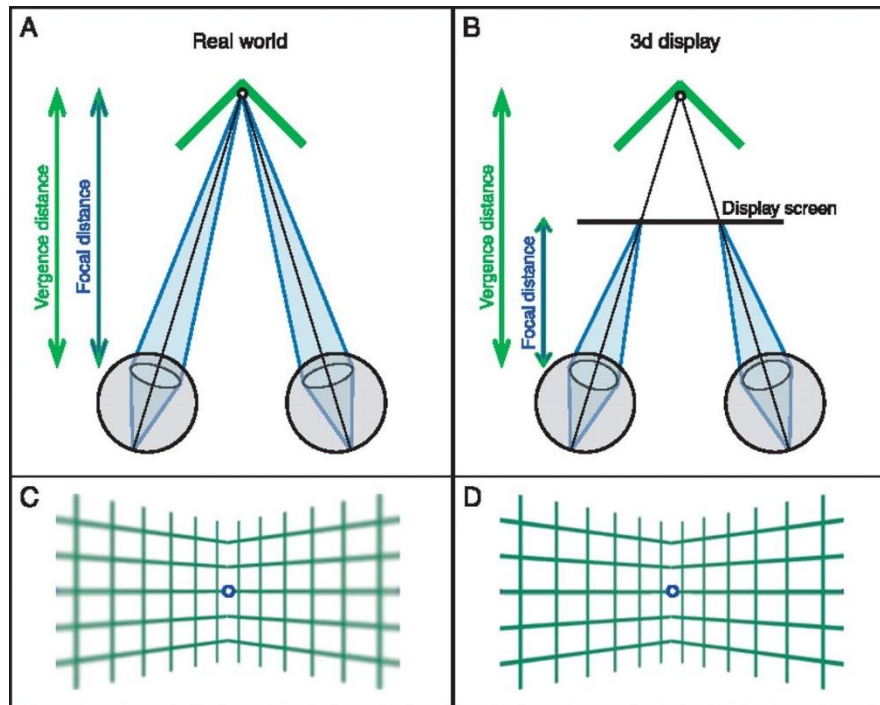 A
Real world
Vergence distance
Focal distance
B
3d display
Display screen
Vergence distance
Focal distance
C
D